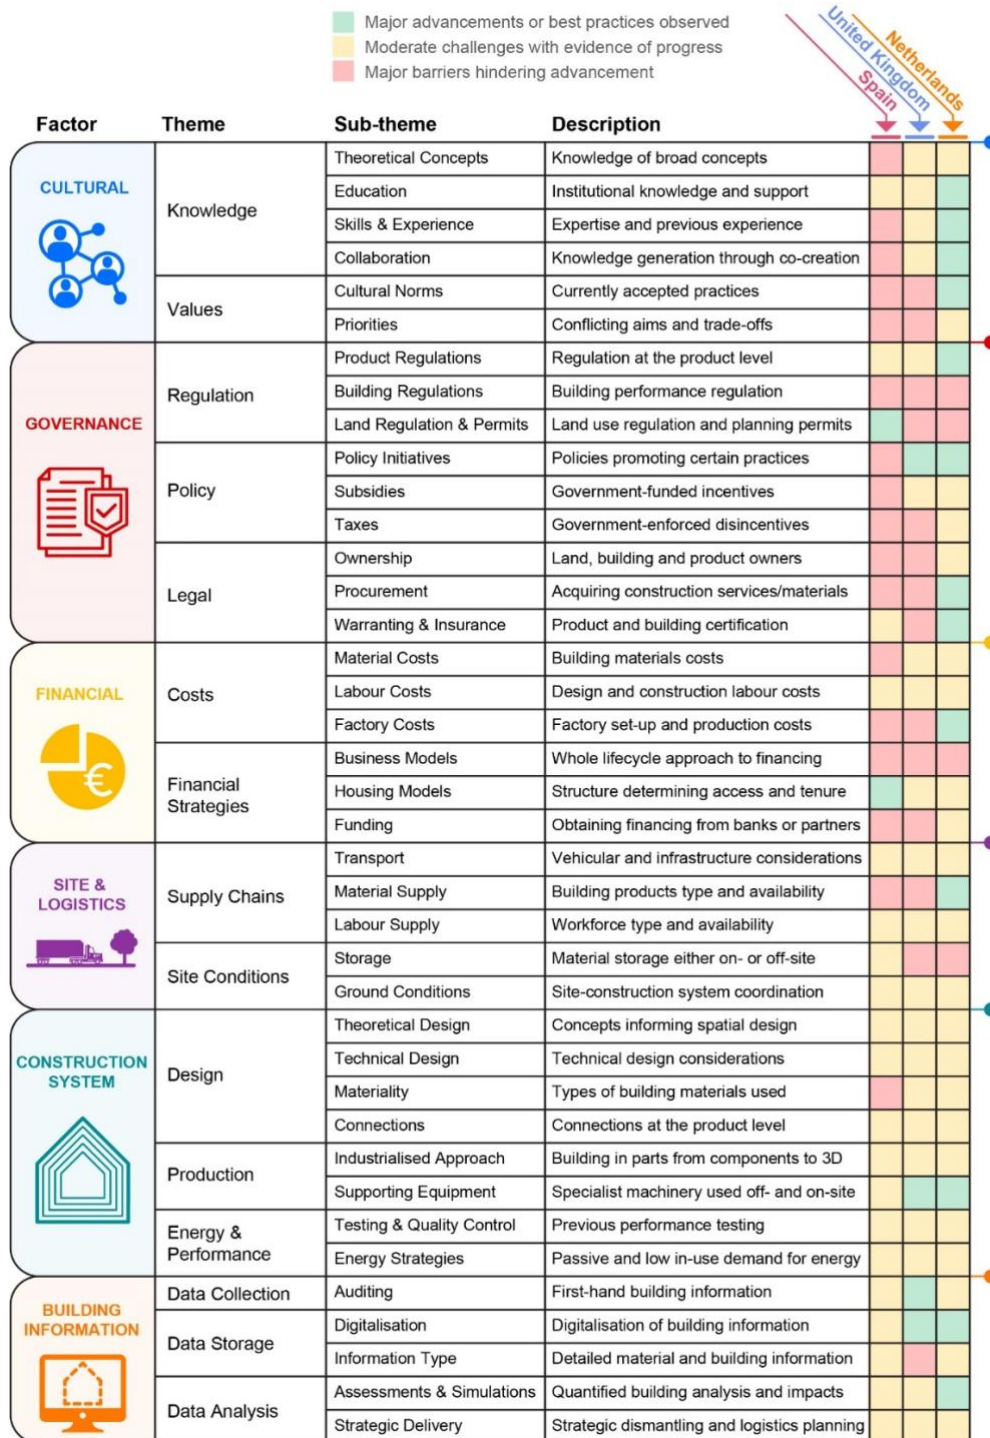 Major advancements or best practices observed
Moderate challenges with evidence of progress
Major barriers hindering advancement
Spain
United Kingdom
Netherlands
Factor Theme Sub-theme Description
CULTURAL
Knowledge
Theoretical Concepts Knowledge of broad concepts
Education Institutional knowledge and support
Skills & Experience Expertise and previous experience
Collaboration Knowledge generation through co-creation
Values
Cultural Norms Currently accepted practices
Priorities Conflicting aims and trade-offs
GOVERNANCE
Regulation
Product Regulations Regulation at the product level
Building Regulations Building performance regulation
Land Regulation & Permits Land use regulation and planning permits
Policy
Policy Initiatives Policies promoting certain practices
Subsidies Government-funded incentives
Taxes Government-enforced disincentives
Legal
Ownership Land, building and product owners
Procurement Acquiring construction services/materials
Warranting & Insurance Product and building certification
FINANCIAL
€
Costs
Material Costs Building materials costs
Labour Costs Design and construction labour costs
Factory Costs Factory set-up and production costs
Financial
Strategies
Business Models Whole lifecycle approach to financing
Housing Models Structure determining access and tenure
Funding Obtaining financing from banks or partners
SITE &
LOGISTICS
Supply Chains
Transport Vehicular and infrastructure considerations
Material Supply Building products type and availability
Labour Supply Workforce type and availability
Site Conditions
Storage Material storage either on- or off-site
Ground Conditions Site-construction system coordination
CONSTRUCTION
SYSTEM
Design
Theoretical Design Concepts informing spatial design
Technical Design Technical design considerations
Materiality Types of building materials used
Connections Connections at the product level
Production
Industrialised Approach Building in parts from components to 3D
Supporting Equipment Specialist machinery used off- and on-site
Energy &
Performance
Testing & Quality Control Previous performance testing
Energy Strategies Passive and low in-use demand for energy
BUILDING
INFORMATION
Data Collection
Auditing First-hand building information
Data Storage
Digitalisation Digitalisation of building information
Information Type Detailed material and building information
Data Analysis
Assessments & Simulations Quantified building analysis and impacts
Strategic Delivery Strategic dismantling and logistics planning